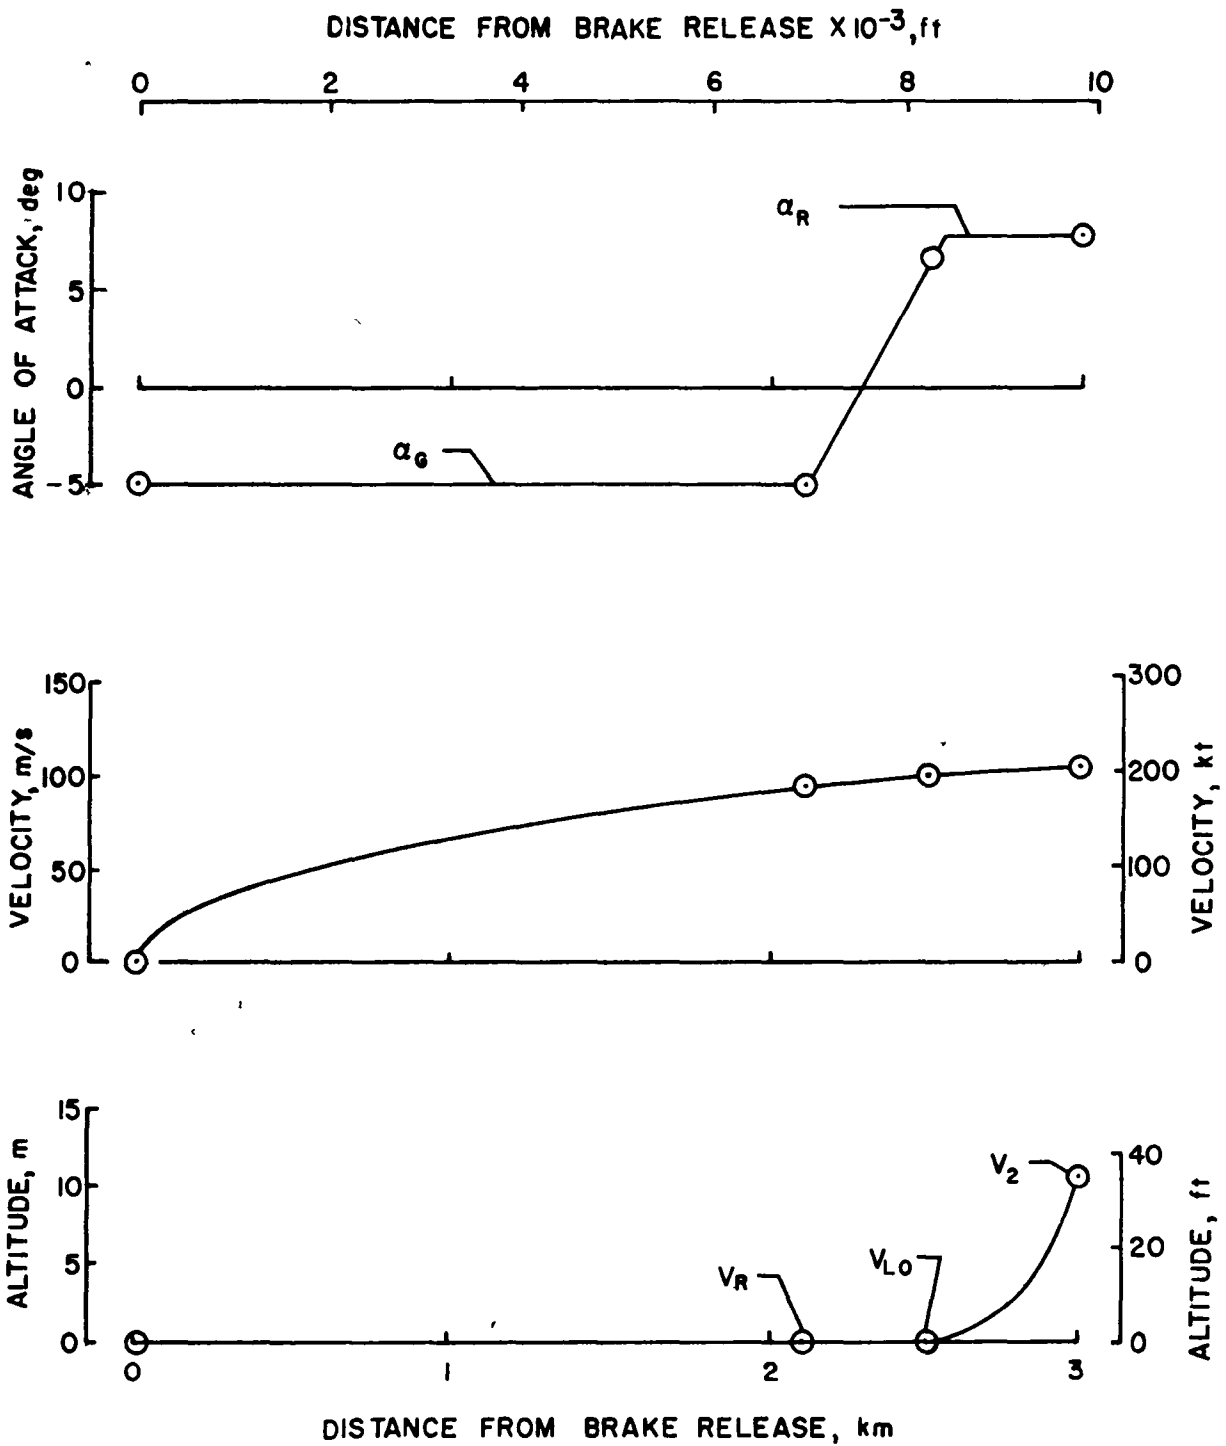 DISTANCE FROM BRAKE RELEASE X10⁻³, ft
0 2 4 6 8 10
ANGLE OF ATTACK, deg
10
5
0
-5
α_R
α_G
VELOCITY, m/s
150
100
50
0
300
200
100
0
VELOCITY, kt
ALTITUDE, m
15
10
5
0
V_2
V_LO
V_R
40
20
0
ALTITUDE, ft
0 1 2 3
DISTANCE FROM BRAKE RELEASE, km